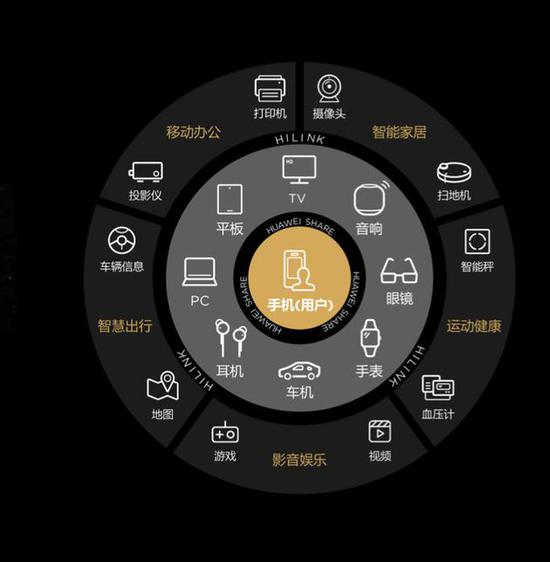 打印机
摄像头
移动办公
智能家居
HILINK
投影仪
扫地机
HD
TV
平板
音响
HUAWEI SHARE
车辆信息
智能秤
PC
手机(用户)
眼镜
HUAWEI SHARE
HUAWEI SHARE
智慧出行
运动健康
耳机
手表
HILINK
HILINK
车机
地图
血压计
游戏
影音娱乐
视频